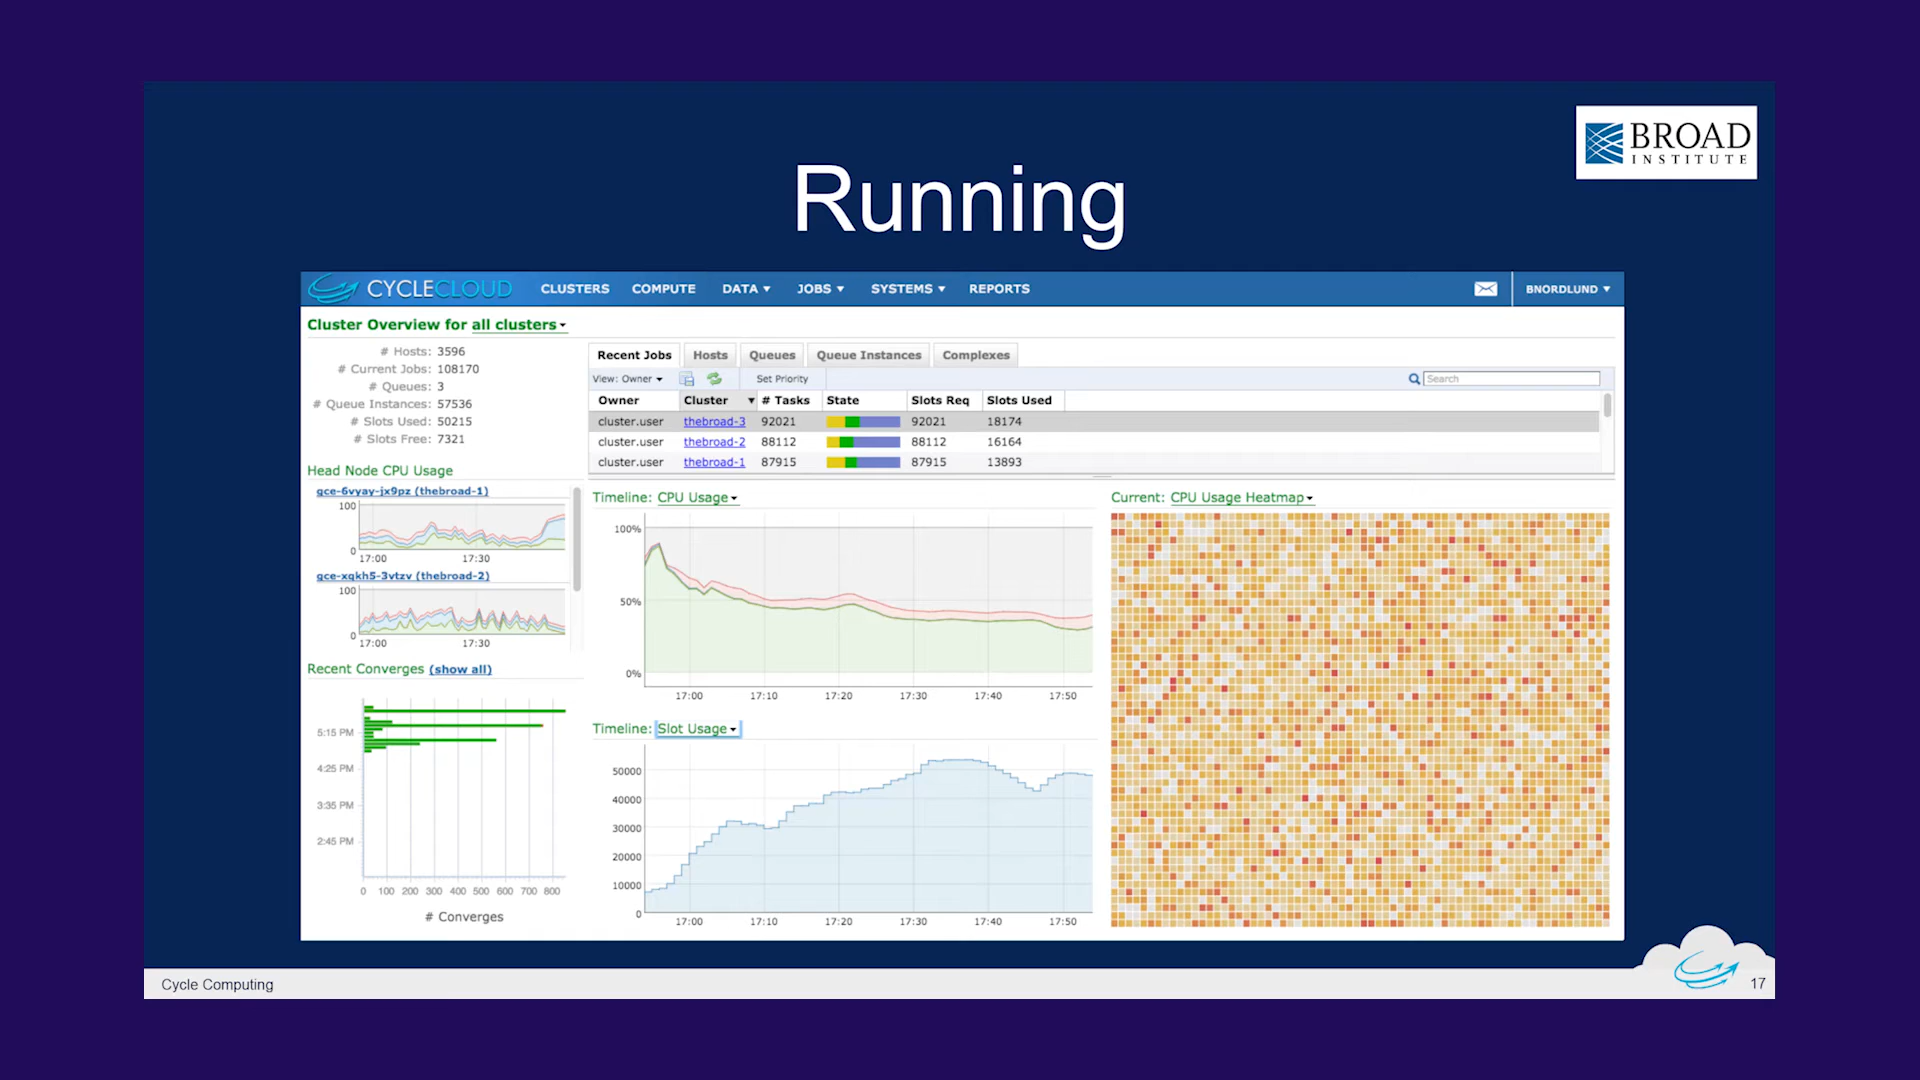 BROAD
INSTITUTE
Running
CYCLECLOUD CLUSTERS COMPUTE DATA JOBS SYSTEMS REPORTS BNORDLUND
Cluster Overview for all clusters
# Hosts: 3596
# Current Jobs: 108170
# Queues: 3
# Queue Instances: 57536
# Slots Used: 50215
# Slots Free: 7321
Recent Jobs Hosts Queues Queue Instances Complexes
View: Owner Set Priority Search
Owner Cluster # Tasks State Slots Req Slots Used
cluster.user thebroad-3 92021 92021 18174
cluster.user thebroad-2 88112 88112 16164
cluster.user thebroad-1 87915 87915 13893
Head Node CPU Usage
gce-6vyay-jx9pz (thebroad-1)
100
0
17:00 17:30
gce-xqkh5-3vtzv (thebroad-2)
100
0
17:00 17:30
Recent Converges (show all)
5:15 PM
4:25 PM
3:35 PM
2:45 PM
0 100 200 300 400 500 600 700 800
# Converges
Timeline: CPU Usage
100%
50%
0%
17:00 17:10 17:20 17:30 17:40 17:50
Timeline: Slot Usage
50000
40000
30000
20000
10000
0
17:00 17:10 17:20 17:30 17:40 17:50
Current: CPU Usage Heatmap
Cycle Computing
17